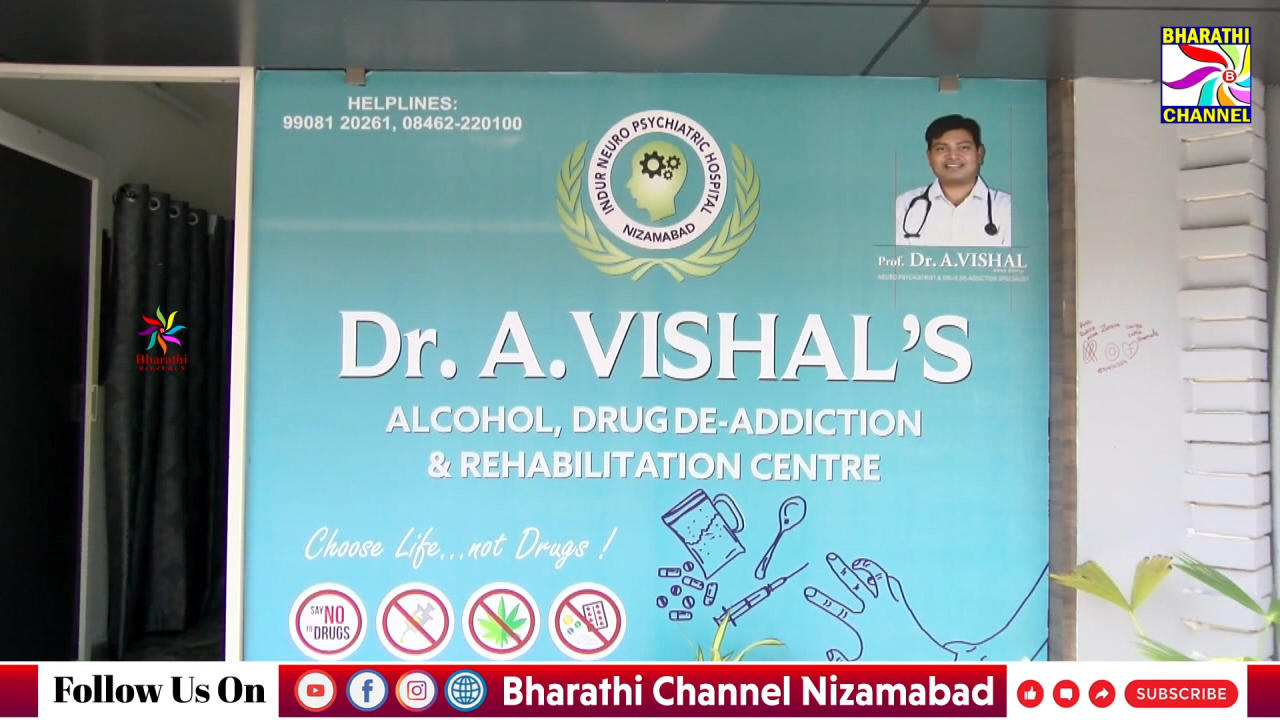 BHARATHI
B
CHANNEL
HELPLINES:
99081 20261, 08462-220100
INDUR NEURO PSYCHIATRIC HOSPITAL
NIZAMABAD
Prof. Dr. A.VISHAL
NEURO PSYCHIATRIST & DRUG DE-ADDICTION SPECIALIST
Bharathi
DIGITALS
Dr. A.VISHAL'S
ALCOHOL, DRUG DE-ADDICTION
& REHABILITATION CENTRE
Choose Life...not Drugs !
SAY
NO
TO DRUGS
Follow Us On
Bharathi Channel Nizamabad
SUBSCRIBE